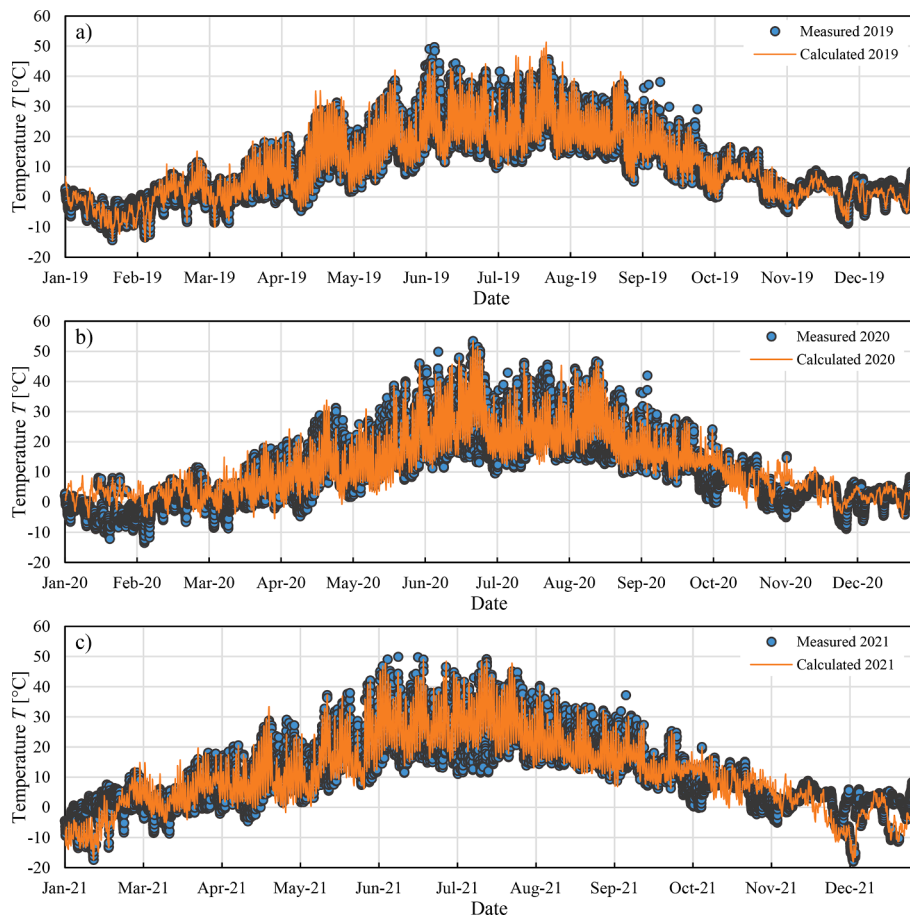 60
50
40
30
20
10
0
-10
-20
Temperature T [°C]
a)
Measured 2019
Calculated 2019
Jan-19 Feb-19 Mar-19 Apr-19 May-19 Jun-19 Jul-19 Aug-19 Sep-19 Oct-19 Nov-19 Dec-19
Date
60
50
40
30
20
10
0
-10
-20
Temperature T [°C]
b)
Measured 2020
Calculated 2020
Jan-20 Feb-20 Mar-20 Apr-20 May-20 Jun-20 Jul-20 Aug-20 Sep-20 Oct-20 Nov-20 Dec-20
Date
60
50
40
30
20
10
0
-10
-20
Temperature T [°C]
c)
Measured 2021
Calculated 2021
Jan-21 Mar-21 Apr-21 May-21 Jun-21 Jul-21 Aug-21 Sep-21 Oct-21 Nov-21 Dec-21
Date